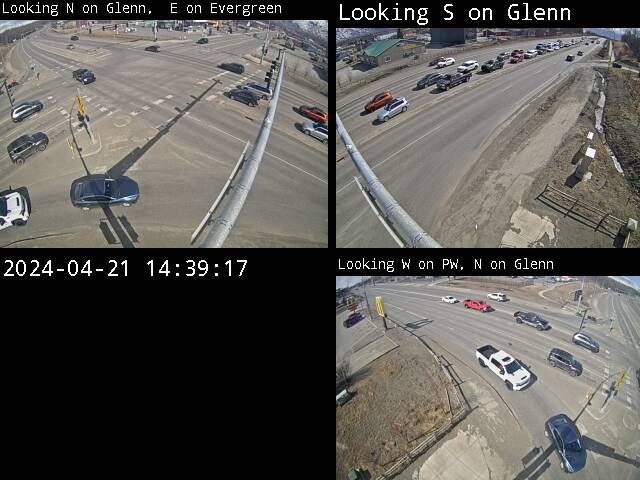 Looking N on Glenn, E on Evergreen
Looking S on Glenn
2024-04-21 14:39:17
Looking W on PW, N on Glenn